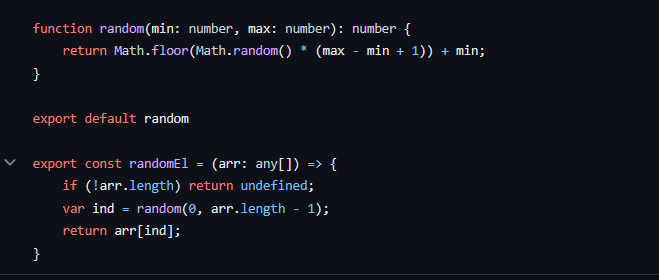 function random(min: number, max: number): number {
    return Math.floor(Math.random() * (max - min + 1)) + min;
}

export default random

export const randomEl = (arr: any[]) => {
    if (!arr.length) return undefined;
    var ind = random(0, arr.length - 1);
    return arr[ind];
}